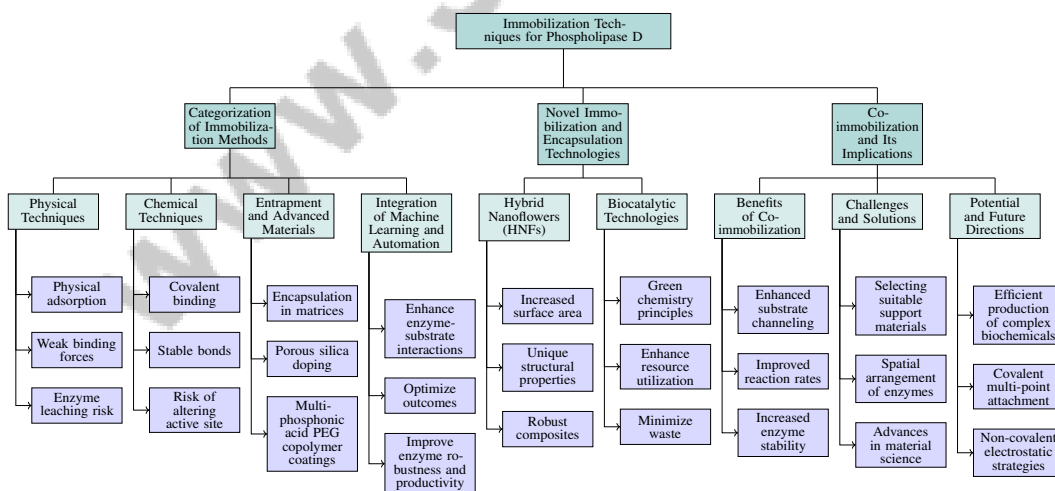 Immobilization Tech-
niques for Phospholipase D
Categorization
of Immobiliza-
tion Methods
Novel Immo-
bilization and
Encapsulation
Technologies
Co-
immobilization
and Its
Implications
Physical Techniques
Chemical Techniques
Entrapment
and Advanced
Materials
Integration
of Machine
Learning and
Automation
Hybrid
Nanoflowers
(HNFs)
Biocatalytic
Technologies
Benefits
of Co-
immobilization
Challenges
and Solutions
Potential
and Future
Directions
Physical
adsorption
Weak binding
forces
Enzyme
leaching risk
Covalent
binding
Stable bonds
Risk of
altering
active site
Encapsulation
in matrices
Porous silica
doping
Multi-
phosphonic
acid PEG
copolymer
coatings
Enhance
enzyme-
substrate
interactions
Optimize
outcomes
Improve
enzyme ro-
bustness and
productivity
Increased
surface area
Unique
structural
properties
Robust
composites
Green
chemistry
principles
Enhance
resource
utilization
Minimize
waste
Enhanced
substrate
channeling
Improved
reaction rates
Increased
enzyme
stability
Selecting
suitable
support
materials
Spatial
arrangement
of enzymes
Advances
in material
science
Efficient
production
of complex
biochemicals
Covalent
multi-point
attachment
Non-covalent
electrostatic
strategies
www.